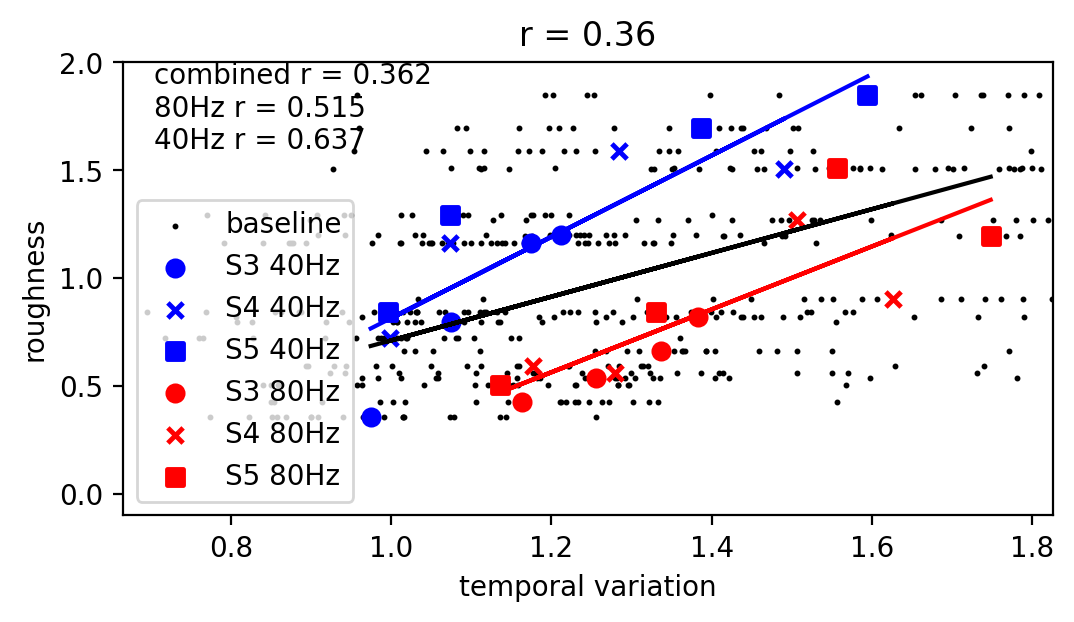 r = 0.36
combined r = 0.362
80Hz r = 0.515
40Hz r = 0.637
baseline
S3 40Hz
S4 40Hz
S5 40Hz
S3 80Hz
S4 80Hz
S5 80Hz
2.0
1.5
1.0
0.5
0.0
roughness
0.8 1.0 1.2 1.4 1.6 1.8
temporal variation